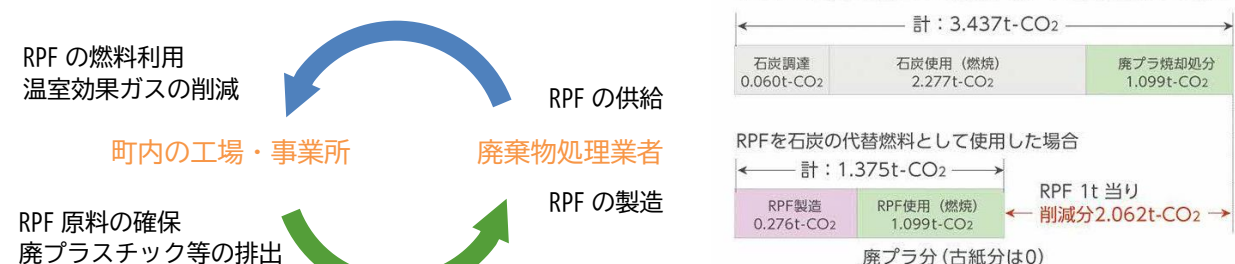 RPF の燃料利用
温室効果ガスの削減
RPF の供給
町内の工場・事業所
廃棄物処理業者
RPF の製造
RPF 原料の確保
廃プラスチック等の排出
計：3.437t-CO₂
石炭調達
0.060t-CO₂
石炭使用（燃焼）
2.277t-CO₂
廃プラ焼却処分
1.099t-CO₂
RPFを石炭の代替燃料として使用した場合
計：1.375t-CO₂
RPF製造
0.276t-CO₂
RPF使用（燃焼）
1.099t-CO₂
RPF 1t 当り
削減分2.062t-CO₂
廃プラ分（古紙分は0）